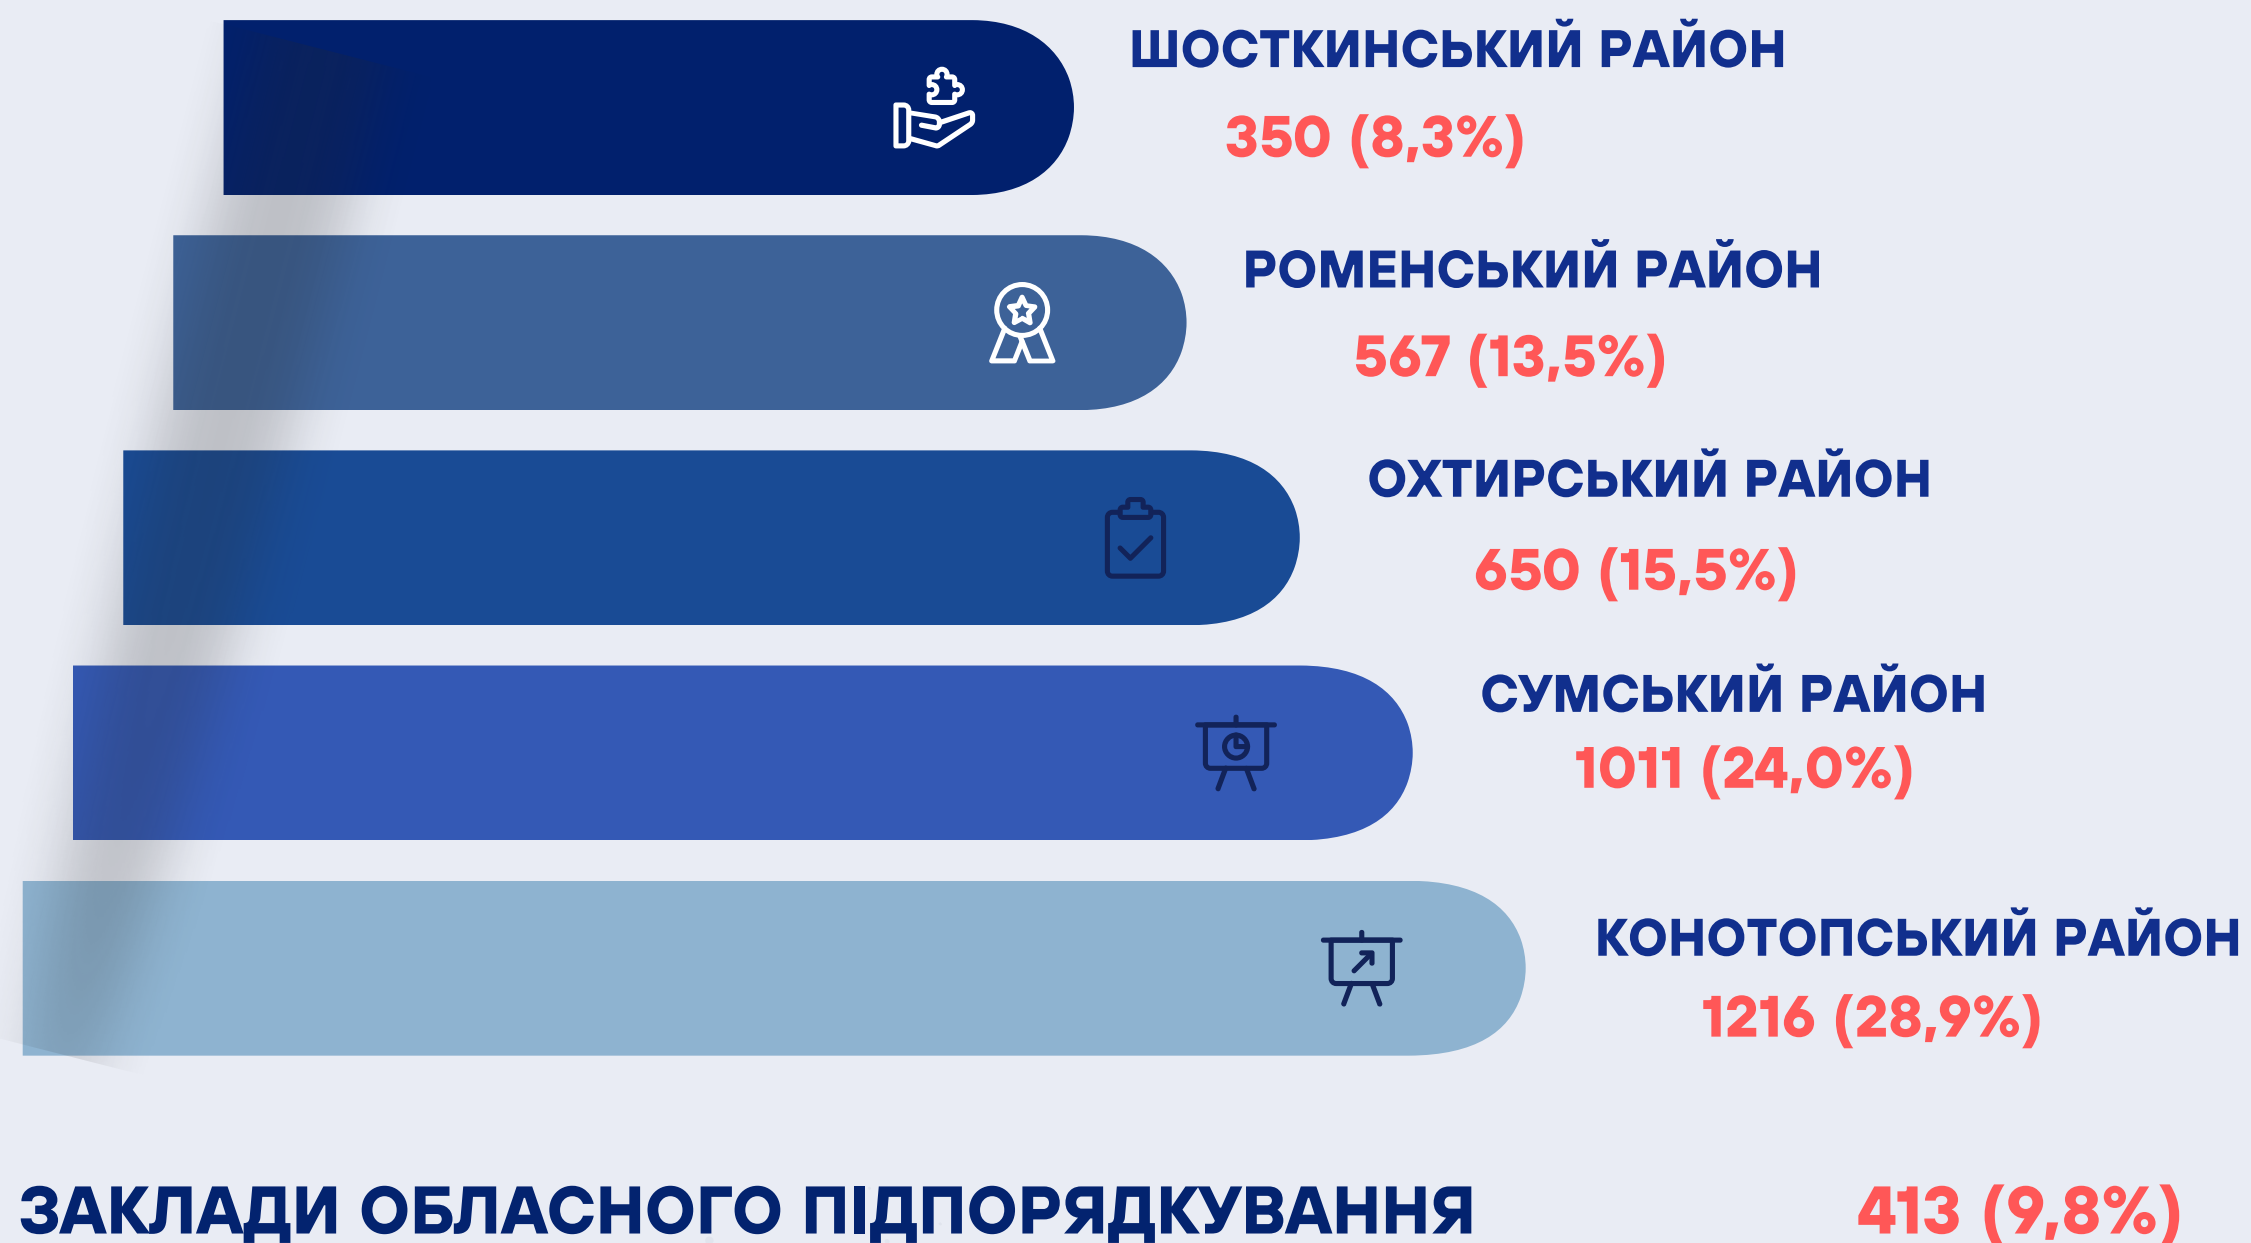 ШОСТКИНСЬКИЙ РАЙОН
350 (8,3%)
РОМЕНСЬКИЙ РАЙОН
567 (13,5%)
ОХТИРСЬКИЙ РАЙОН
650 (15,5%)
СУМСЬКИЙ РАЙОН
1011 (24,0%)
КОНОТОПСЬКИЙ РАЙОН
1216 (28,9%)
ЗАКЛАДИ ОБЛАСНОГО ПІДПОРЯДКУВАННЯ 413 (9,8%)